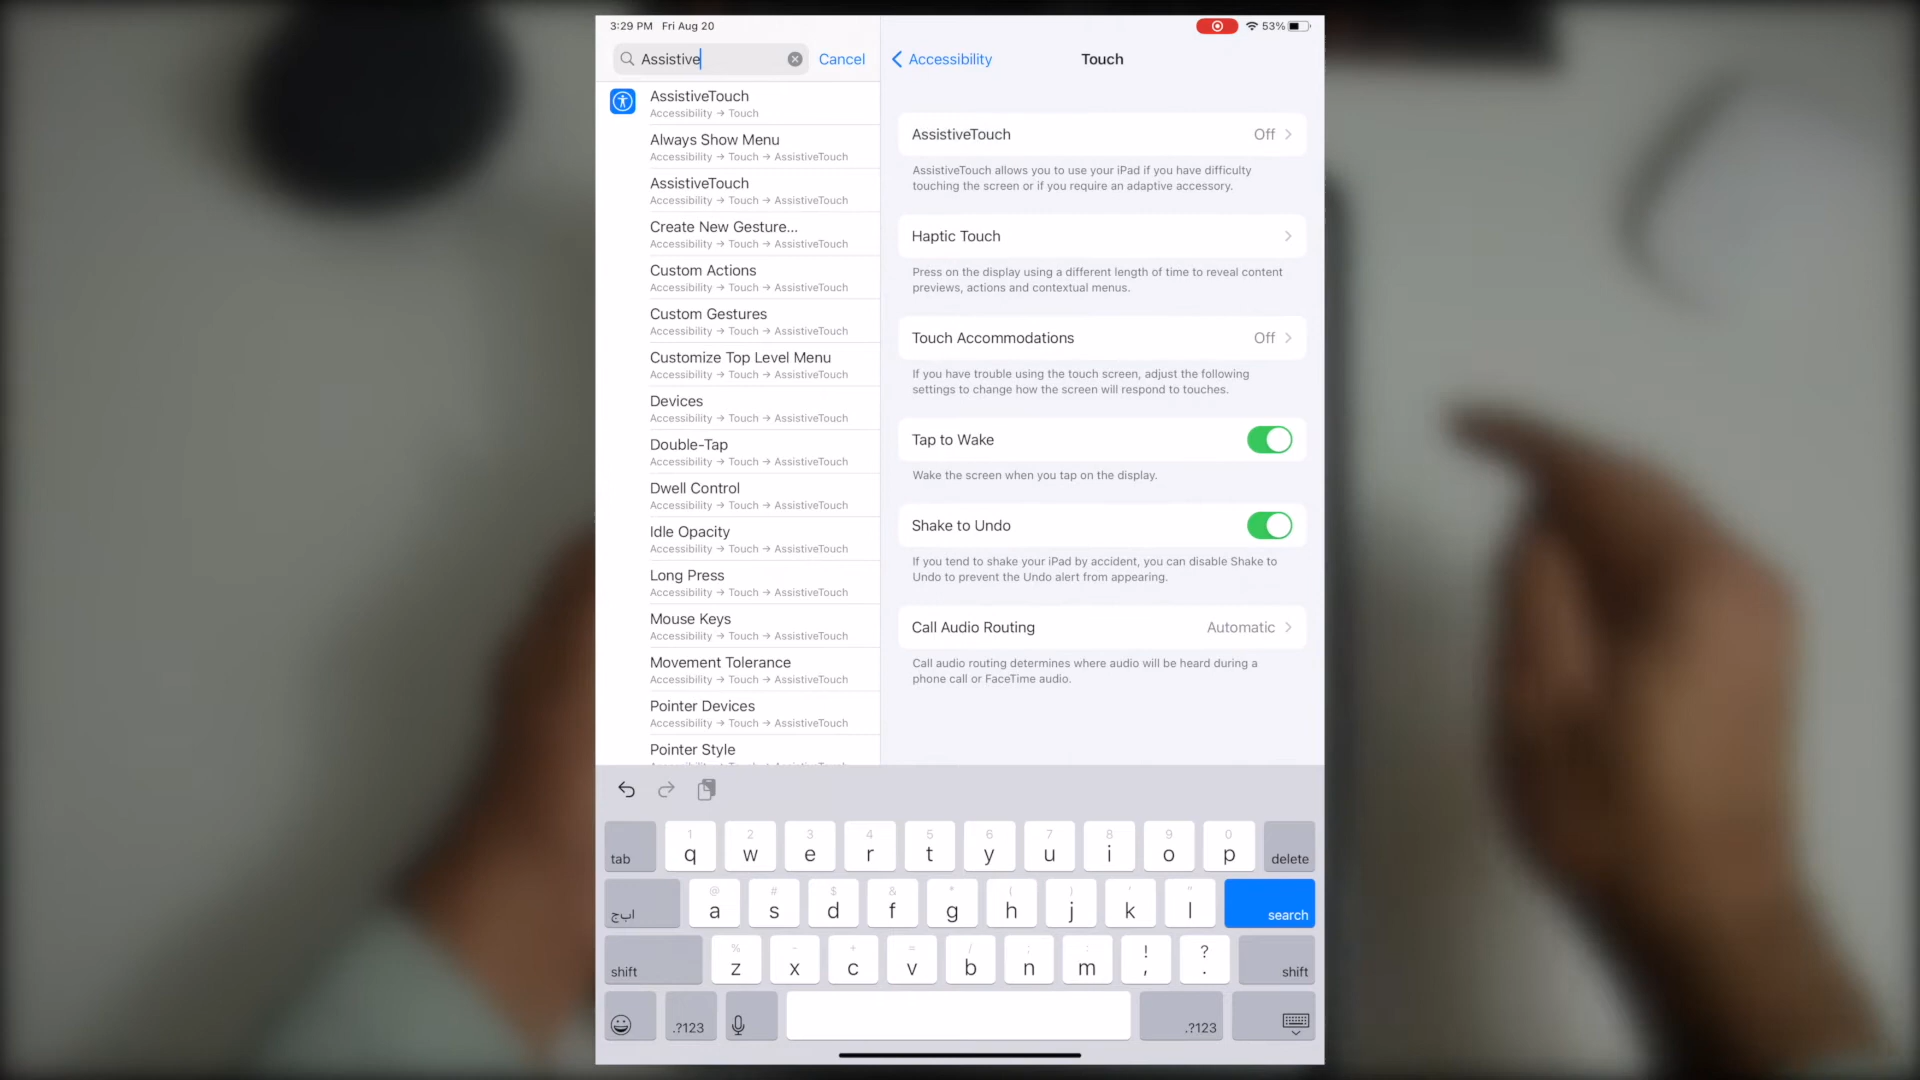 3:29 PM Fri Aug 20
53%
Assistive
Cancel
AssistiveTouch
Accessibility → Touch
Always Show Menu
Accessibility → Touch → AssistiveTouch
AssistiveTouch
Accessibility → Touch → AssistiveTouch
Create New Gesture...
Accessibility → Touch → AssistiveTouch
Custom Actions
Accessibility → Touch → AssistiveTouch
Custom Gestures
Accessibility → Touch → AssistiveTouch
Customize Top Level Menu
Accessibility → Touch → AssistiveTouch
Devices
Accessibility → Touch → AssistiveTouch
Double-Tap
Accessibility → Touch → AssistiveTouch
Dwell Control
Accessibility → Touch → AssistiveTouch
Idle Opacity
Accessibility → Touch → AssistiveTouch
Long Press
Accessibility → Touch → AssistiveTouch
Mouse Keys
Accessibility → Touch → AssistiveTouch
Movement Tolerance
Accessibility → Touch → AssistiveTouch
Pointer Devices
Accessibility → Touch → AssistiveTouch
Pointer Style
Accessibility
Touch
AssistiveTouch Off
AssistiveTouch allows you to use your iPad if you have difficulty
touching the screen or if you require an adaptive accessory.
Haptic Touch
Press on the display using a different length of time to reveal content
previews, actions and contextual menus.
Touch Accommodations Off
If you have trouble using the touch screen, adjust the following
settings to change how the screen will respond to touches.
Tap to Wake
Wake the screen when you tap on the display.
Shake to Undo
If you tend to shake your iPad by accident, you can disable Shake to
Undo to prevent the Undo alert from appearing.
Call Audio Routing Automatic
Call audio routing determines where audio will be heard during a
phone call or FaceTime audio.
1 2 3 4 5 6 7 8 9 0
tab q w e r t y u i o p delete
@ # $ & * ( ) ' "
ابج a s d f g h j k l search
% - + = / ; : ! ?
shift z x c v b n m , . shift
.?123 .?123